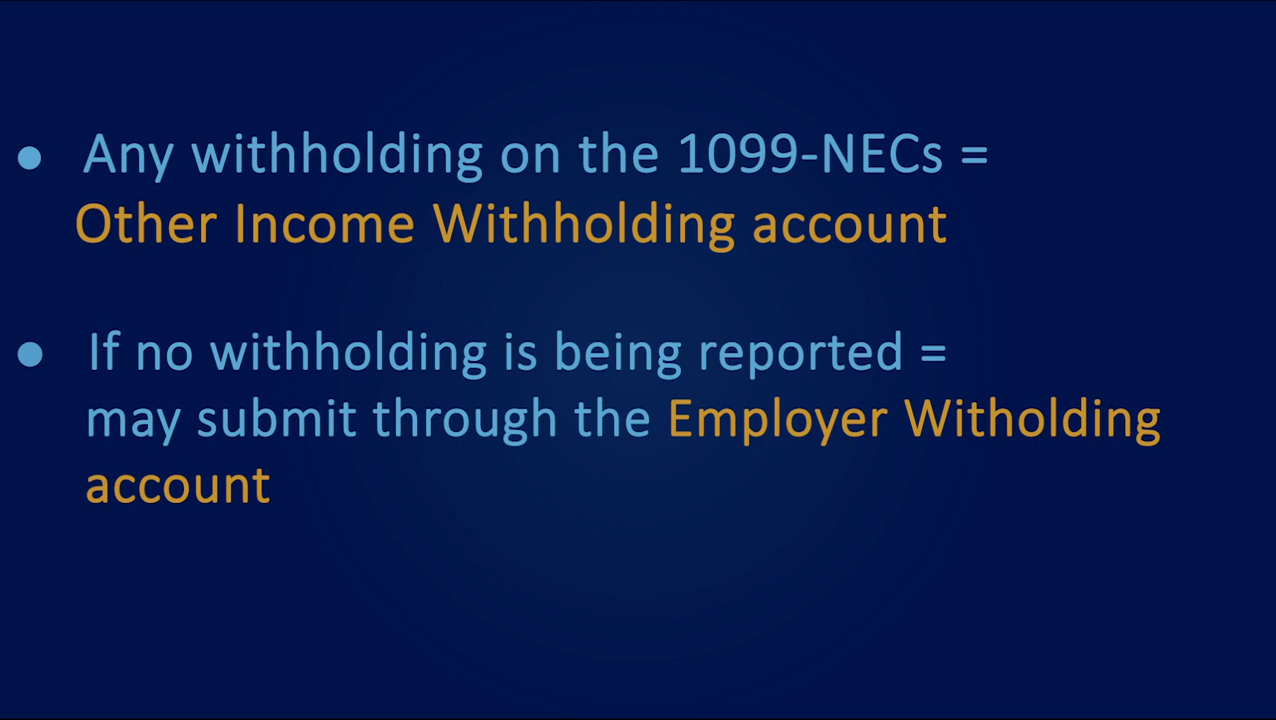 ● Any withholding on the 1099-NECs =
Other Income Withholding account
● If no withholding is being reported =
may submit through the Employer Witholding
account